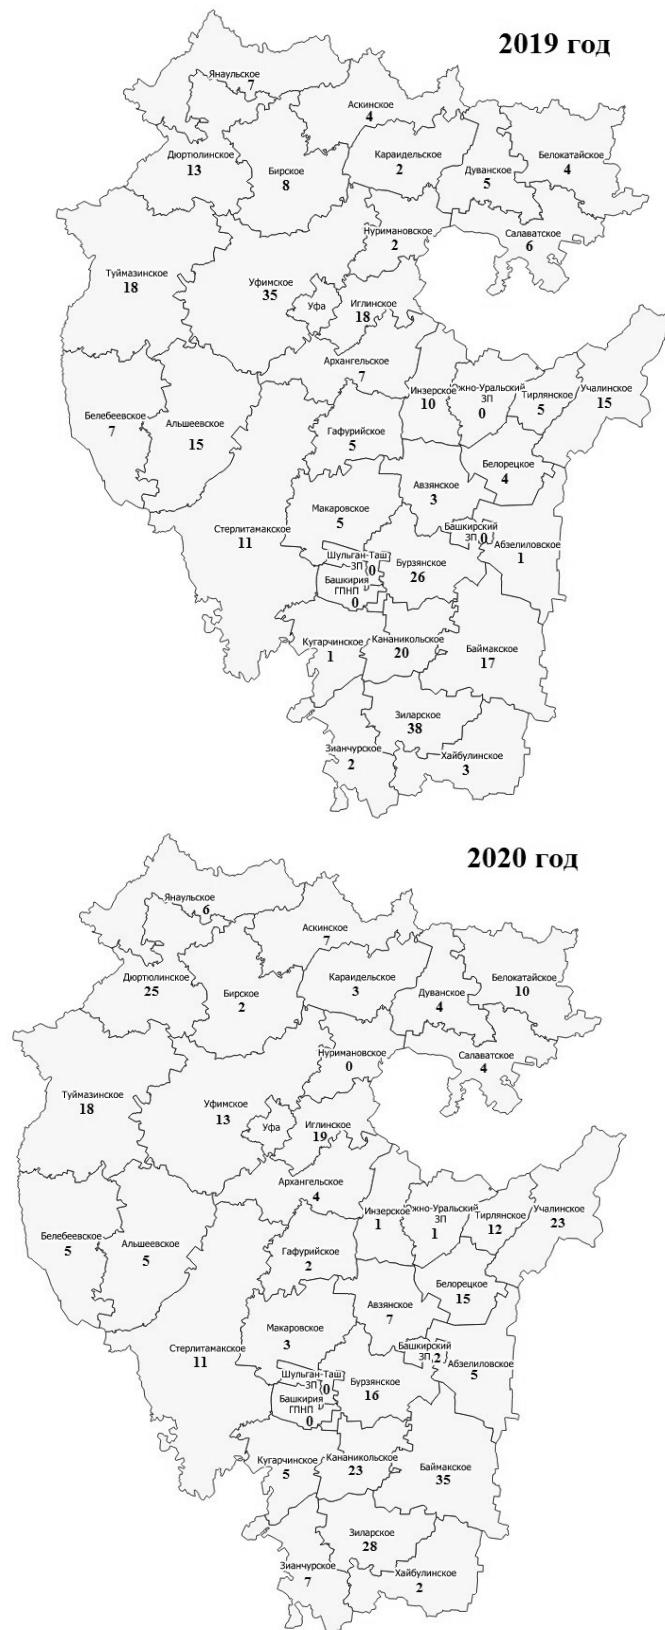 2019 год
Янаульское
7
Аскинское
4
Дюртюлинское
13
Бирское
8
Караидельское
2
Дуванское
5
Белокатайское
4
Нуримановское
2
Салаватское
6
Туймазинское
18
Уфимское
35
Уфа
Иглинское
18
Архангельское
7
Инзерское
10
Южно-Уральский
ЗП
0
Тирлянское
5
Учалинское
15
Белебеевское
7
Альшеевское
15
Гафурийское
5
Белорецкое
4
Авзянское
3
Макаровское
5
Стерлитамакское
11
Башкирский
ЗП 0
Абзелиловское
1
Шульган-Таш
ЗП 0
Бурзянское
26
Башкирия
ГПНП 0
Кугарчинское
1
Кананикольское
20
Баймакское
17
Зиларское
38
Зианчурское
2
Хайбулинское
3
2020 год
Янаульское
6
Аскинское
7
Дюртюлинское
25
Бирское
2
Караидельское
3
Дуванское
4
Белокатайское
10
Нуримановское
0
Салаватское
4
Туймазинское
18
Уфимское
13
Уфа
Иглинское
19
Архангельское
4
Инзерское
1
Южно-Уральский
ЗП
1
Тирлянское
12
Учалинское
23
Белебеевское
5
Альшеевское
5
Гафурийское
2
Белорецкое
15
Авзянское
7
Макаровское
3
Стерлитамакское
11
Башкирский
ЗП 2
Абзелиловское
5
Шульган-Таш
ЗП 0
Бурзянское
16
Башкирия
ГПНП 0
Кугарчинское
5
Кананикольское
23
Баймакское
35
Зиларское
28
Зианчурское
7
Хайбулинское
2